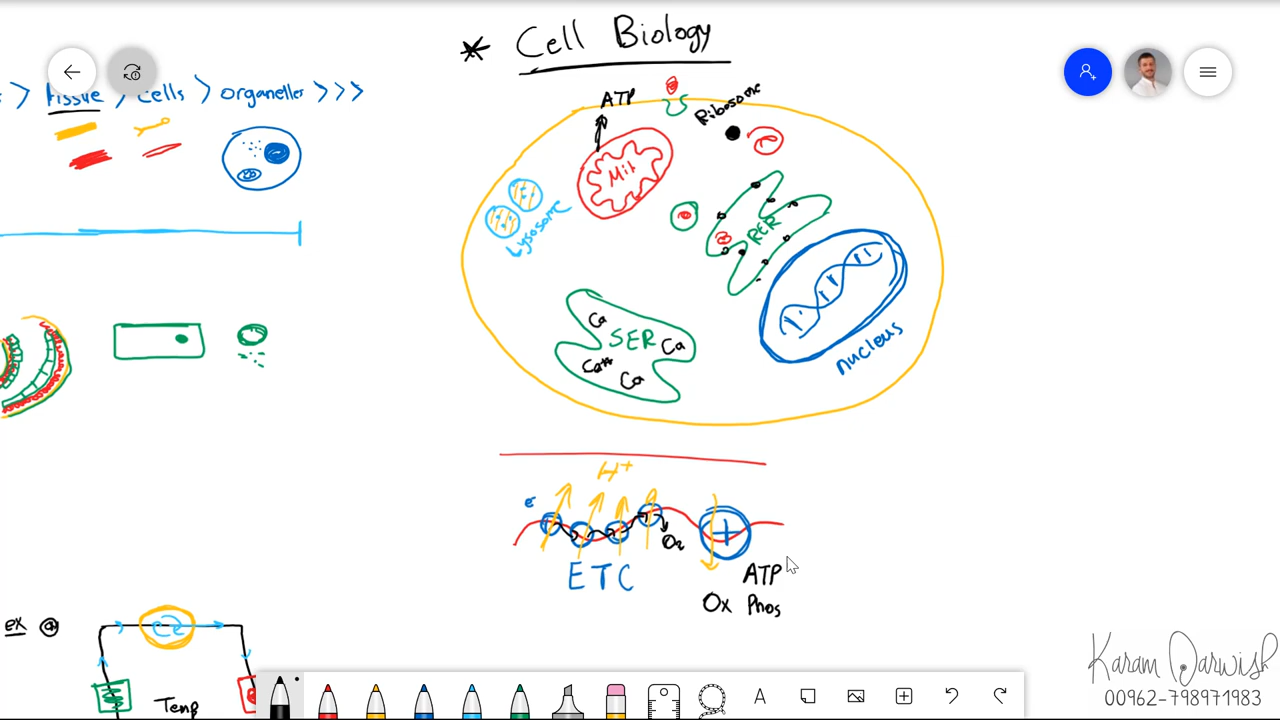 * Cell Biology
> tissue > cells > organelles >>>
ATP
Ribosome
Mit
Lysosome
RER
nucleus
SER
Ca
Ca
Ca++
Ca
H+
e-
O2
ETC
ATP
Ox Phos
ex
Temp
A
Karam Darwish
00962-798971983